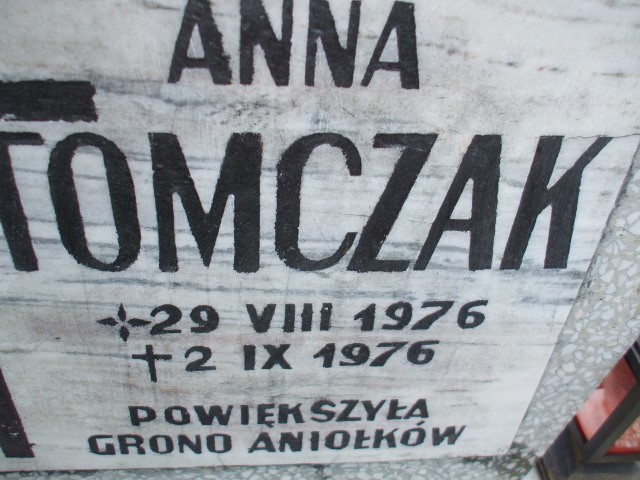 ANNA
TOMCZAK
29 VIII 1976
2 IX 1976
POWIĘKSZYŁA
GRONO ANIOŁKÓW